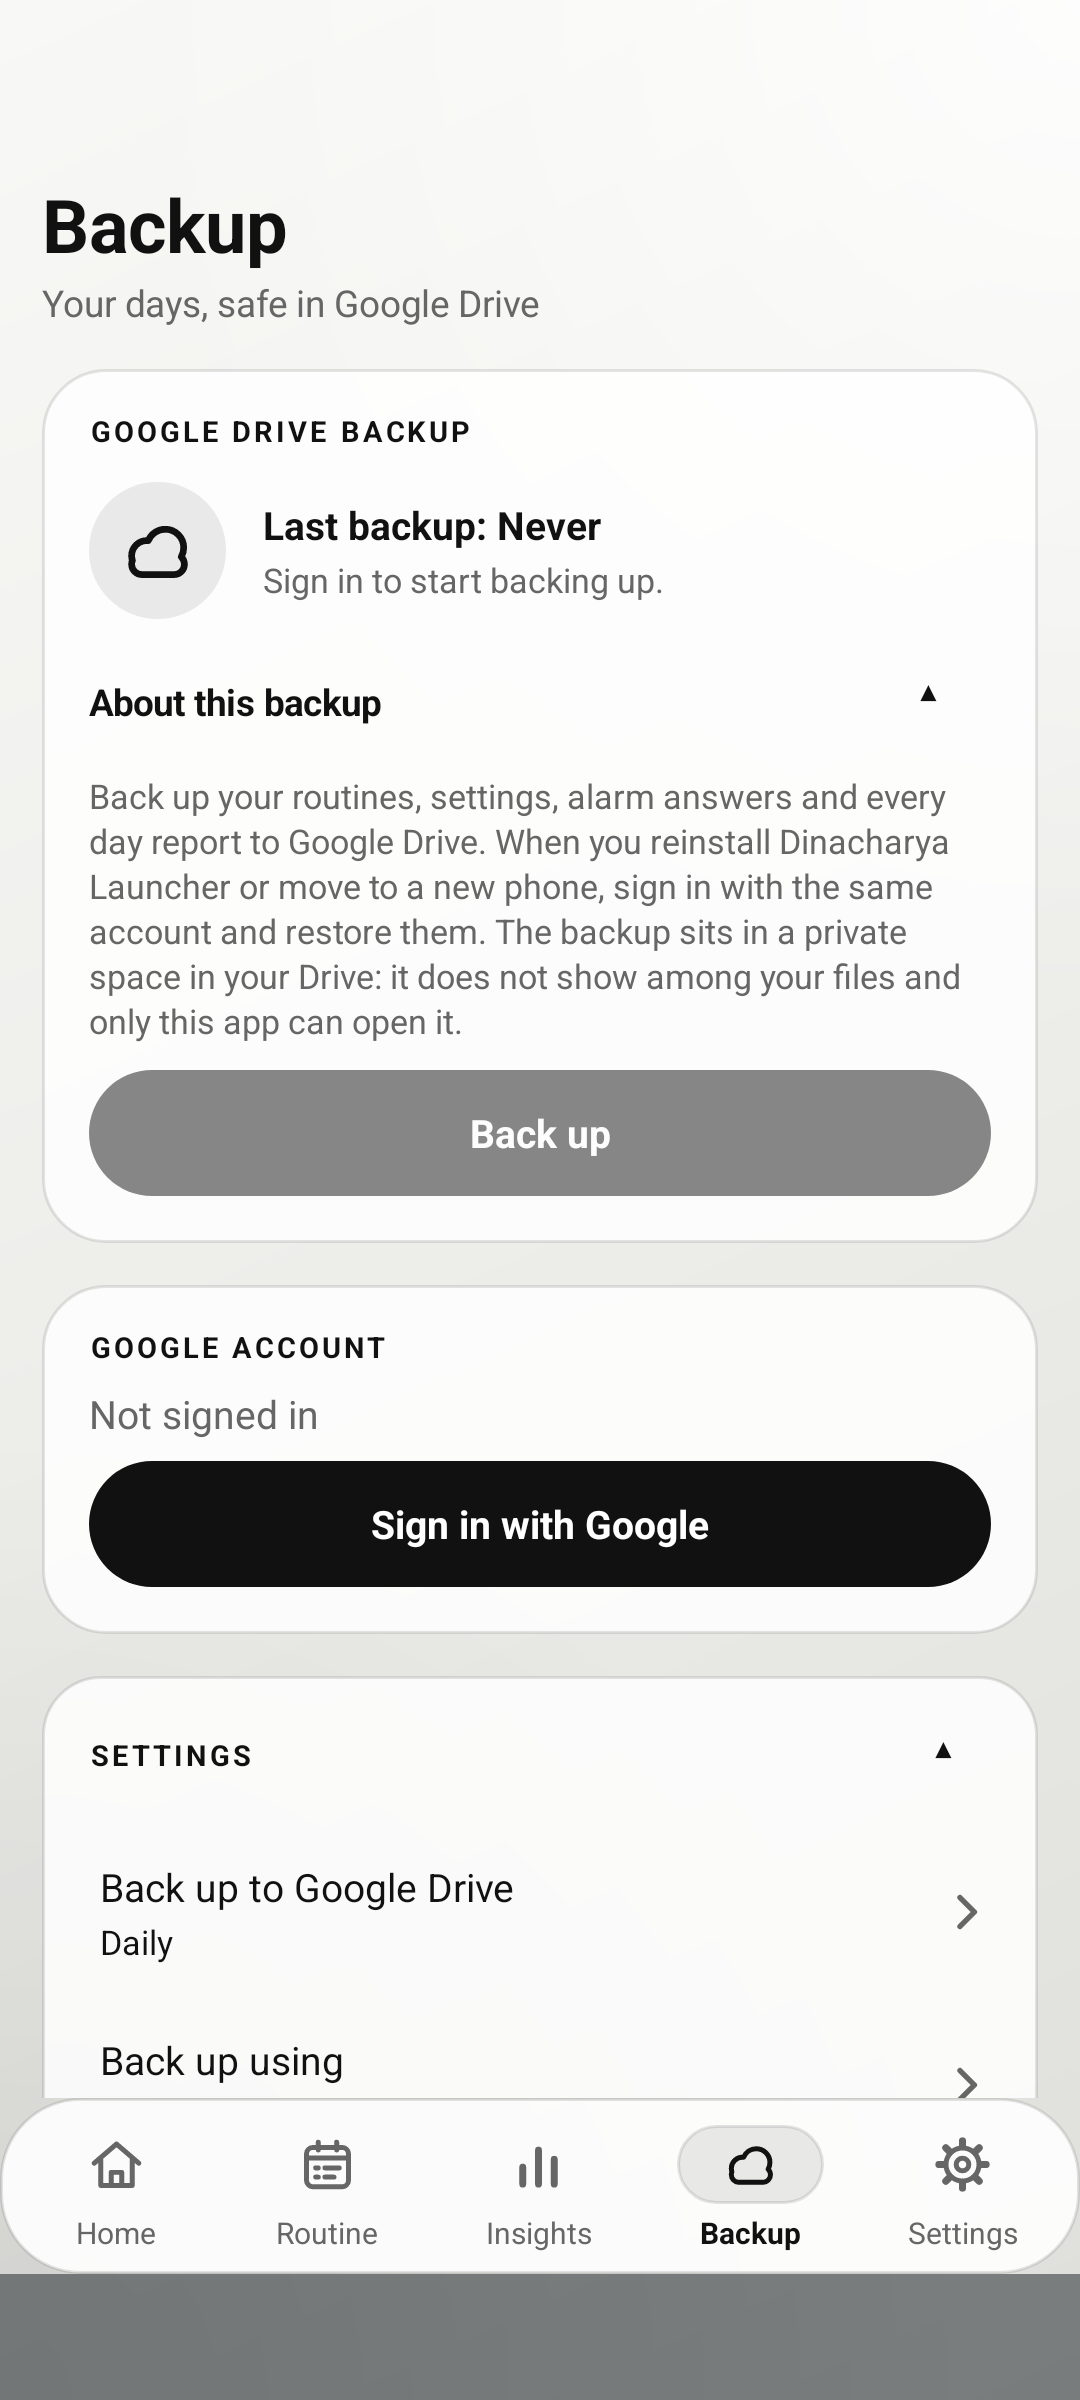 Backup
Your days, safe in Google Drive
GOOGLE DRIVE BACKUP
Last backup: Never
Sign in to start backing up.
About this backup
Back up your routines, settings, alarm answers and every
day report to Google Drive. When you reinstall Dinacharya
Launcher or move to a new phone, sign in with the same
account and restore them. The backup sits in a private
space in your Drive: it does not show among your files and
only this app can open it.
Back up
GOOGLE ACCOUNT
Not signed in
Sign in with Google
SETTINGS
Back up to Google Drive
Daily
Back up using
Home
Routine
Insights
Backup
Settings